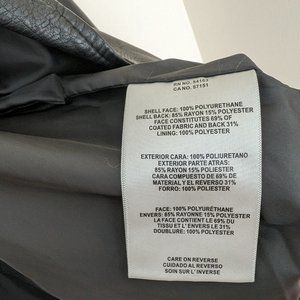 RN NO. 84163
CA NO. 57151
SHELL FACE: 100% POLYURETHANE
SHELL BACK: 85% RAYON 15% POLYESTER
FACE CONSTITUTES 69% OF
COATED FABRIC AND BACK 31%
LINING: 100% POLYESTER
EXTERIOR CARA: 100% POLIURETANO
EXTERIOR PARTE ATRAS:
85% RAYON 15% POLYESTER
CARA COMPUESTO DE 69% DE
MATERIAL Y EL REVERSO 31%
FORRO: 100% POLYESTER
FACE: 100% POLYURETHANE
ENVERS: 85% RAYONNE 15% POLYESTER
LA FACE CONTIENT LE 69% DU
TISSU ET L' ENVERS LE 31%
DOUBLURE: 100% POLYESTER
CARE ON REVERSE
CUIDADO AL REVERSO
SOIN SUR L' INVERSE